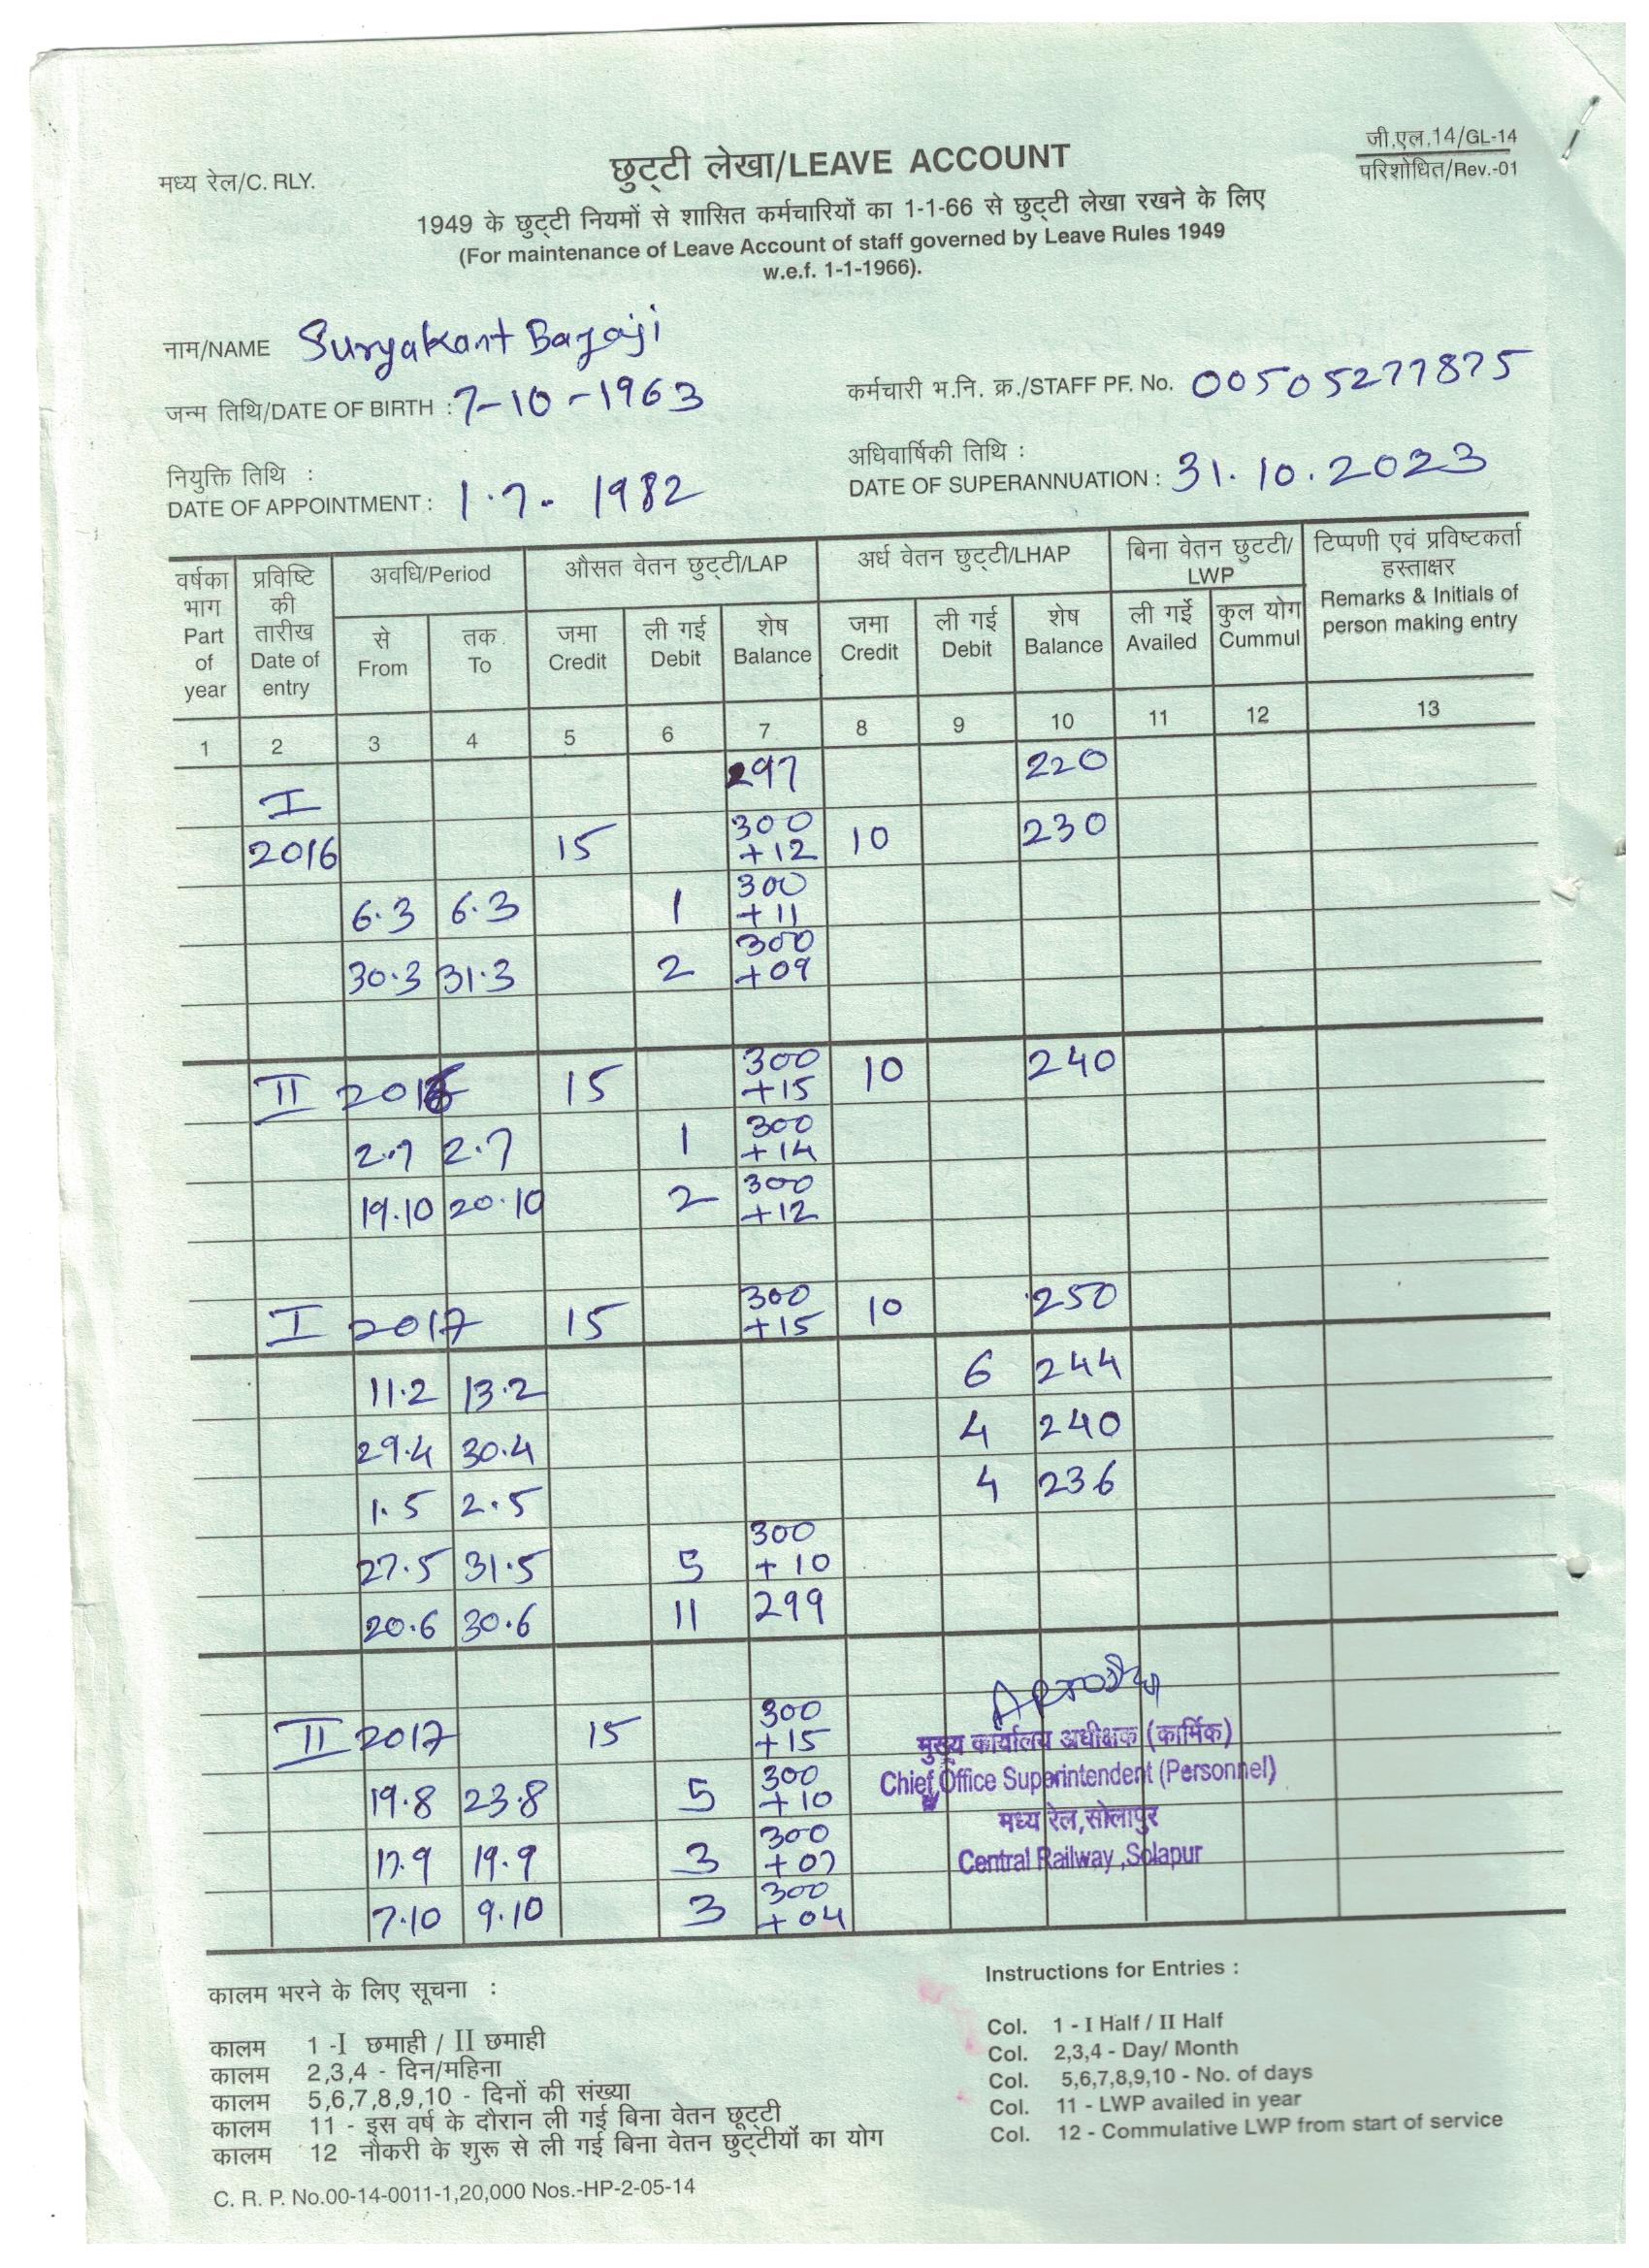 जी.एल.14/GL-14
परिशोधित/Rev.-01
मध्य रेल/C. RLY.
छुट्टी लेखा/LEAVE ACCOUNT
1949 के छुट्टी नियमों से शासित कर्मचारियों का 1-1-66 से छुट्टी लेखा रखने के लिए
(For maintenance of Leave Account of staff governed by Leave Rules 1949
w.e.f. 1-1-1966).
नाम/NAME Suryakant Bajaji
जन्म तिथि/DATE OF BIRTH : 7-10-1963
कर्मचारी भ.नि. क्र./STAFF PF. No. 00505277875
नियुक्ति तिथि :
DATE OF APPOINTMENT : 1.7.1982
अधिवार्षिकी तिथि :
DATE OF SUPERANNUATION : 31.10.2023
वर्षका भाग Part of year
प्रविष्टि की तारीख Date of entry
अवधि/Period
औसत वेतन छुट्टी/LAP
अर्ध वेतन छुट्टी/LHAP
बिना वेतन छुट्टी/ LWP
टिप्पणी एवं प्रविष्टकर्ता हस्ताक्षर Remarks & Initials of person making entry
से From
तक To
जमा Credit
ली गई Debit
शेष Balance
जमा Credit
ली गई Debit
शेष Balance
ली गई Availed
कुल योग Cummul
1 2 3 4 5 6 7 8 9 10 11 12 13
297 220
I
2016 15 300 +12 10 230
6.3 6.3 1 300 +11
30.3 31.3 2 300 +09
II 2016 15 300 +15 10 240
2.7 2.7 1 300 +14
19.10 20.10 2 300 +12
I 2017 15 300 +15 10 250
11.2 13.2 6 244
29.4 30.4 4 240
1.5 2.5 4 236
27.5 31.5 5 300 +10
20.6 30.6 11 299
II 2017 15 300 +15
19.8 23.8 5 300 +10
17.9 19.9 3 300 +07
7.10 9.10 3 300 +04
मुख्य कार्यालय अधीक्षक (कार्मिक)
Chief Office Superintendent (Personnel)
मध्य रेल, सोलापुर
Central Railway, Solapur
कालम भरने के लिए सूचना :
कालम 1 -I छमाही / II छमाही
कालम 2,3,4 - दिन/महिना
कालम 5,6,7,8,9,10 - दिनों की संख्या
कालम 11 - इस वर्ष के दौरान ली गई बिना वेतन छूट्टी
कालम 12 नौकरी के शुरू से ली गई बिना वेतन छुट्टीयों का योग
Instructions for Entries :
Col. 1 - I Half / II Half
Col. 2,3,4 - Day/ Month
Col. 5,6,7,8,9,10 - No. of days
Col. 11 - LWP availed in year
Col. 12 - Commulative LWP from start of service
C. R. P. No.00-14-0011-1,20,000 Nos.-HP-2-05-14